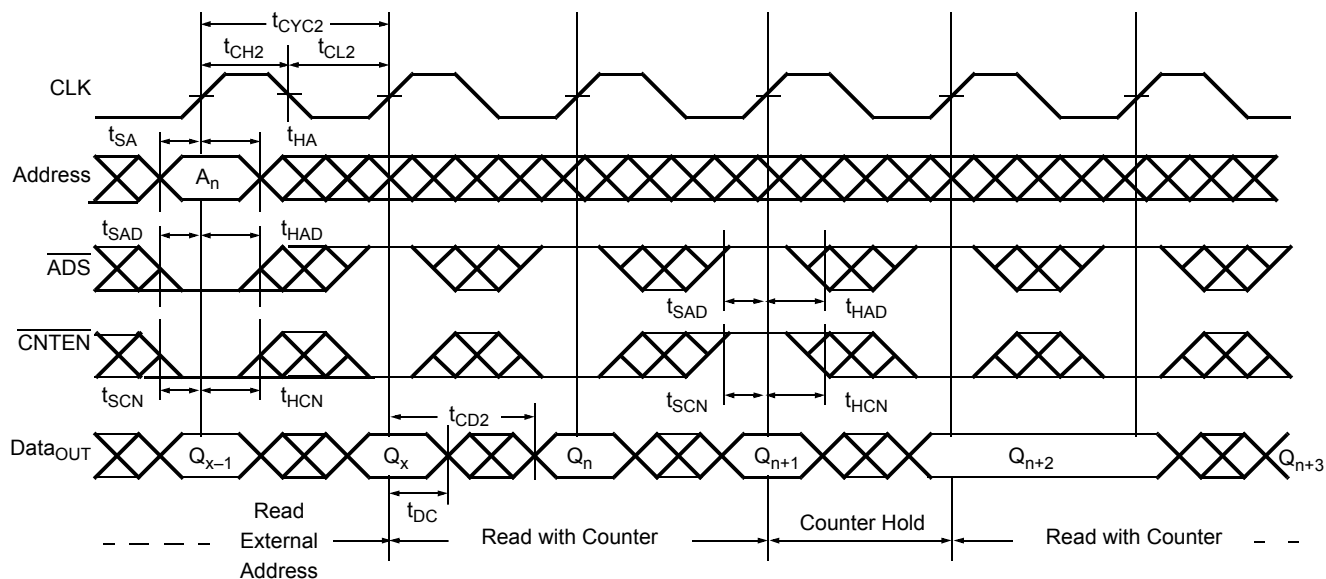 tCYC2
tCH2 tCL2
CLK
tSA tHA
Address An
tSAD tHAD
ADS
tSAD tHAD
CNTEN
tSCN tHCN tSCN tHCN
tCD2
DataOUT Qx–1 Qx Qn Qn+1 Qn+2 Qn+3
tDC
Read External Address
Read with Counter
Counter Hold
Read with Counter